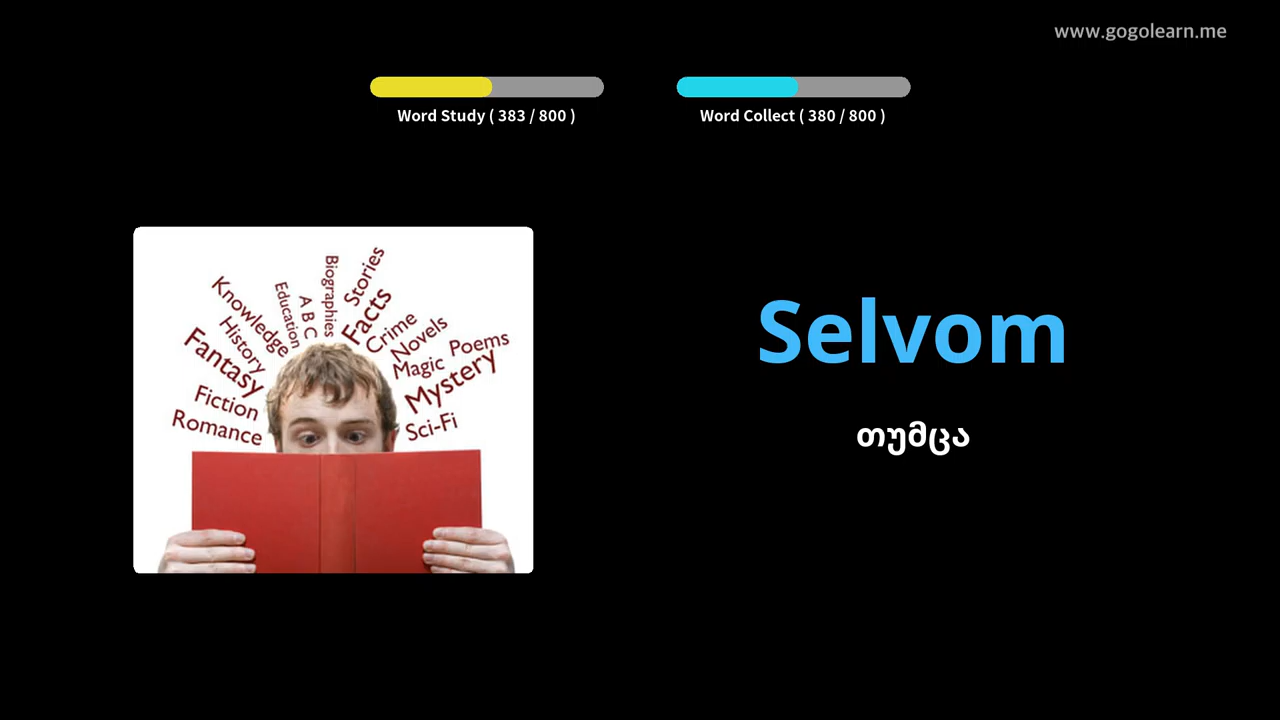 www.gogolearn.me
Word Study ( 383 / 800 )
Word Collect ( 380 / 800 )
Knowledge
History
Fantasy
Fiction
Romance
Education
A B C
Biographies
Stories
Facts
Crime
Novels
Magic
Poems
Mystery
Sci-Fi
Selvom
თუმცა